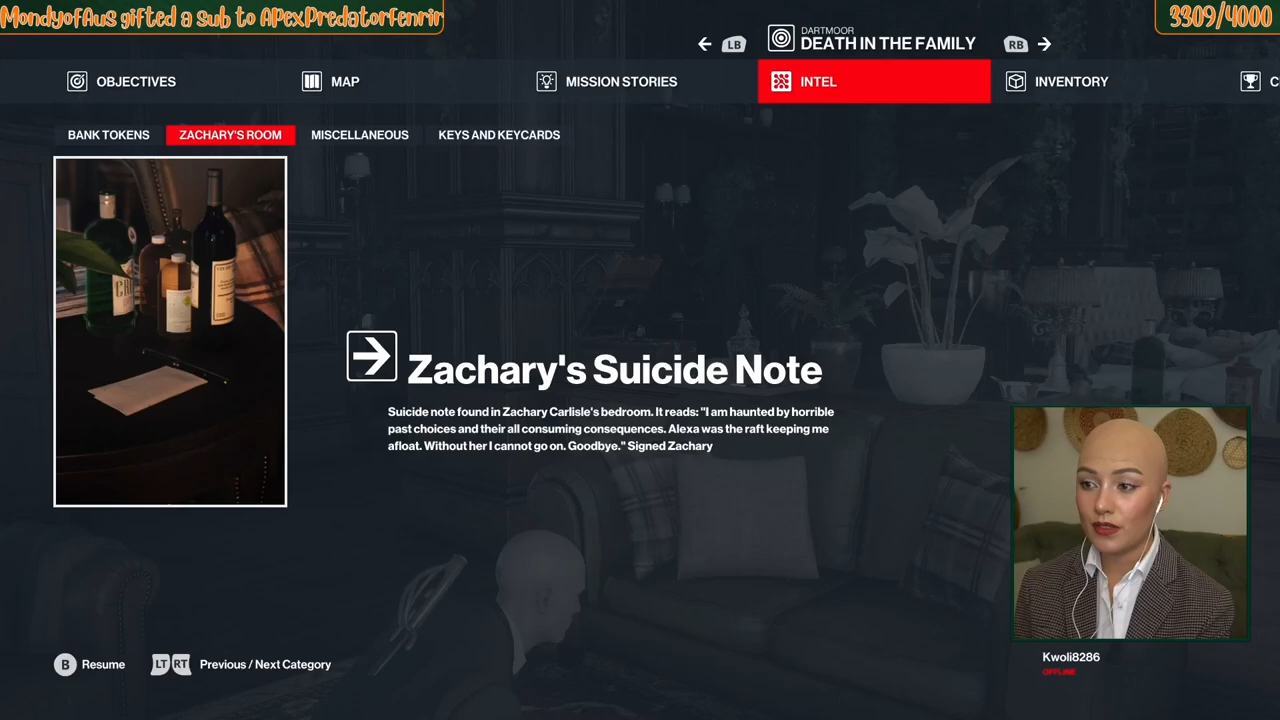 MondyofAus gifted a sub to APexPredatorfenrir
3309/4000
LB
DARTMOOR
DEATH IN THE FAMILY
RB
OBJECTIVES
MAP
MISSION STORIES
INTEL
INVENTORY
C
BANK TOKENS
ZACHARY'S ROOM
MISCELLANEOUS
KEYS AND KEYCARDS
Zachary's Suicide Note
Suicide note found in Zachary Carlisle's bedroom. It reads: "I am haunted by horrible
past choices and their all consuming consequences. Alexa was the raft keeping me
afloat. Without her I cannot go on. Goodbye." Signed Zachary
B Resume
LT RT Previous / Next Category
Kwoli8286
OFFLINE